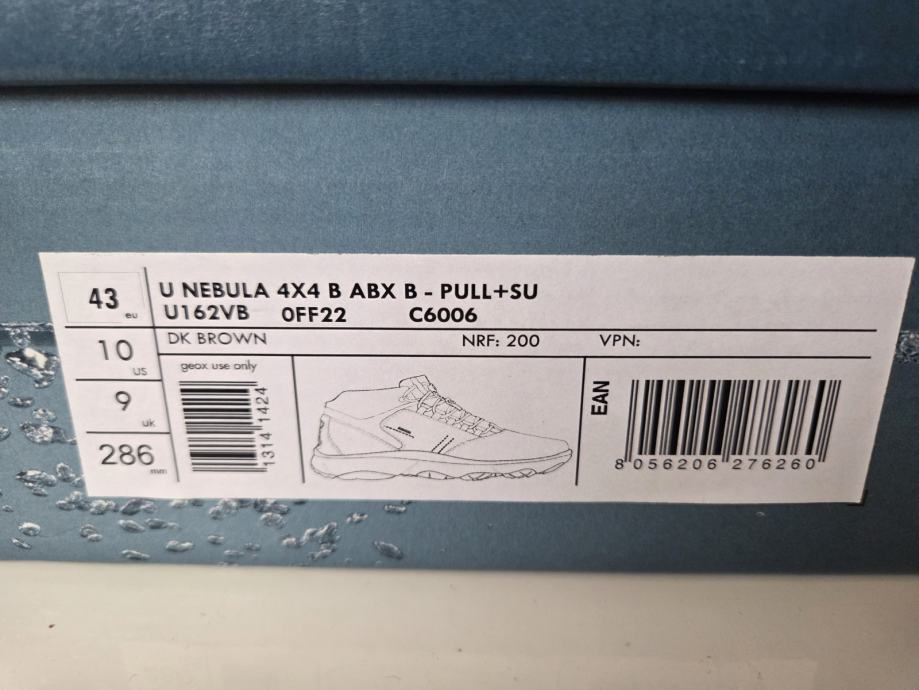 43 eu
U NEBULA 4X4 B ABX B - PULL+SU
U162VB 0FF22 C6006
10 US
DK BROWN NRF: 200 VPN:
9 uk
286 mm
geox use only
1314 1424
EAN
8 056206 276260